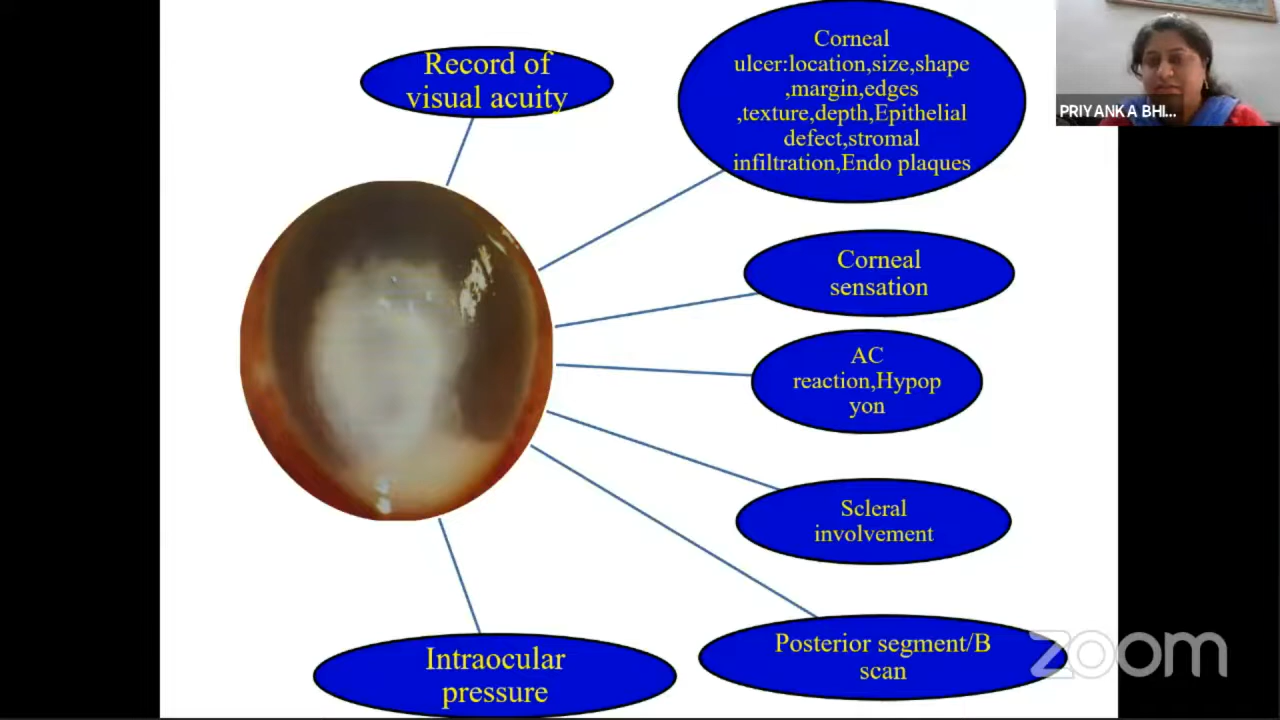 Record of
visual acuity
Corneal
ulcer:location,size,shape
,margin,edges
,texture,depth,Epithelial
defect,stromal
infiltration,Endo plaques
PRIYANKA BHI...
Corneal
sensation
AC
reaction,Hypop
yon
Scleral
involvement
Posterior segment/B
scan
Intraocular
pressure
zoom